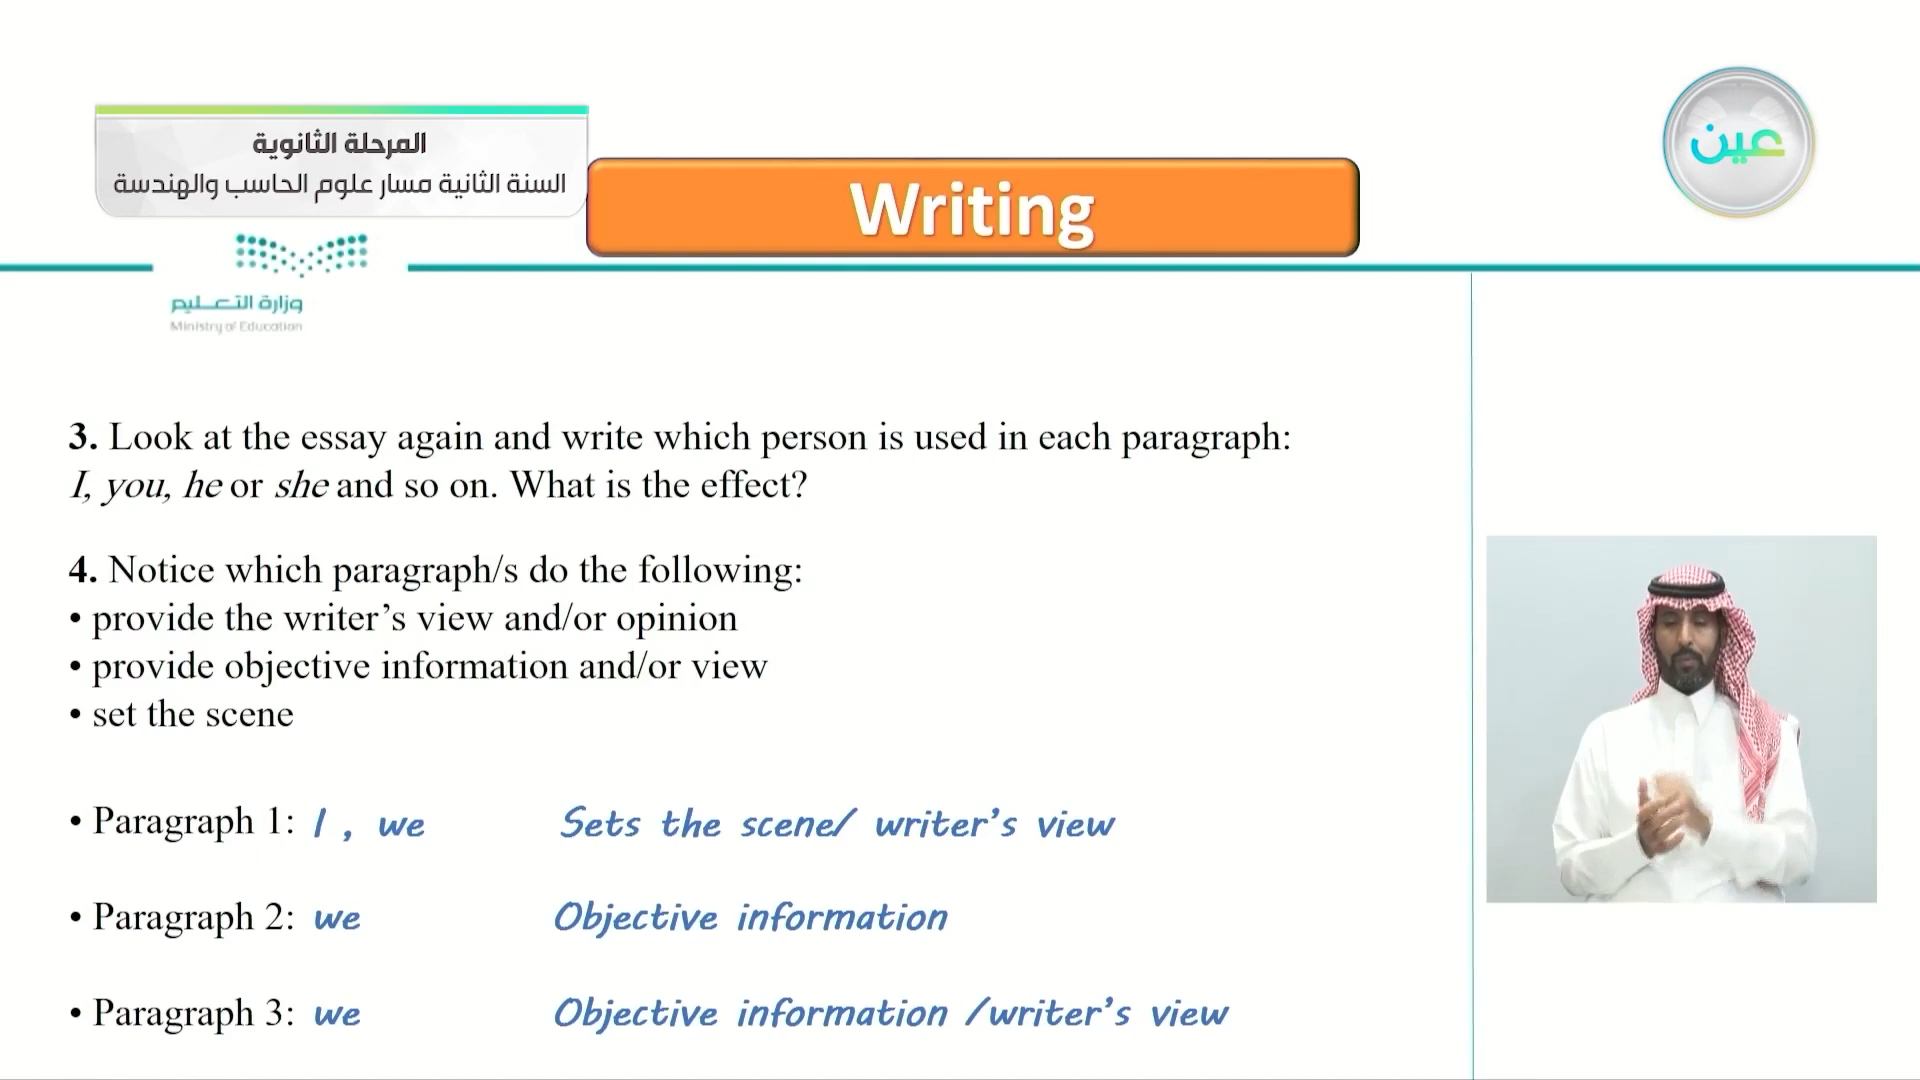 المرحلة الثانوية
السنة الثانية مسار علوم الحاسب والهندسة
عين
Writing
وزارة التعليم
Ministry of Education
3. Look at the essay again and write which person is used in each paragraph:
I, you, he or she and so on. What is the effect?
4. Notice which paragraph/s do the following:
• provide the writer’s view and/or opinion
• provide objective information and/or view
• set the scene
• Paragraph 1: I , we Sets the scene/ writer’s view
• Paragraph 2: we Objective information
• Paragraph 3: we Objective information /writer’s view